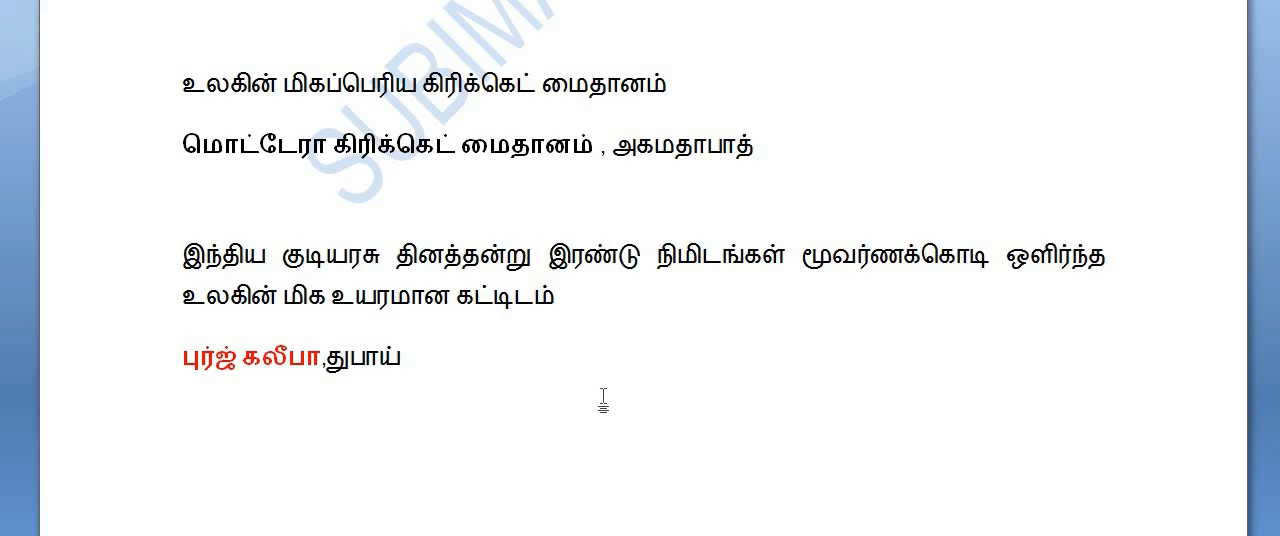 SUBIMA
உலகின் மிகப்பெரிய கிரிக்கெட் மைதானம்
மொட்டேரா கிரிக்கெட் மைதானம் , அகமதாபாத்
இந்திய குடியரசு தினத்தன்று இரண்டு நிமிடங்கள் மூவர்ணக்கொடி ஒளிர்ந்த
உலகின் மிக உயரமான கட்டிடம்
புர்ஜ் கலீபா,துபாய்